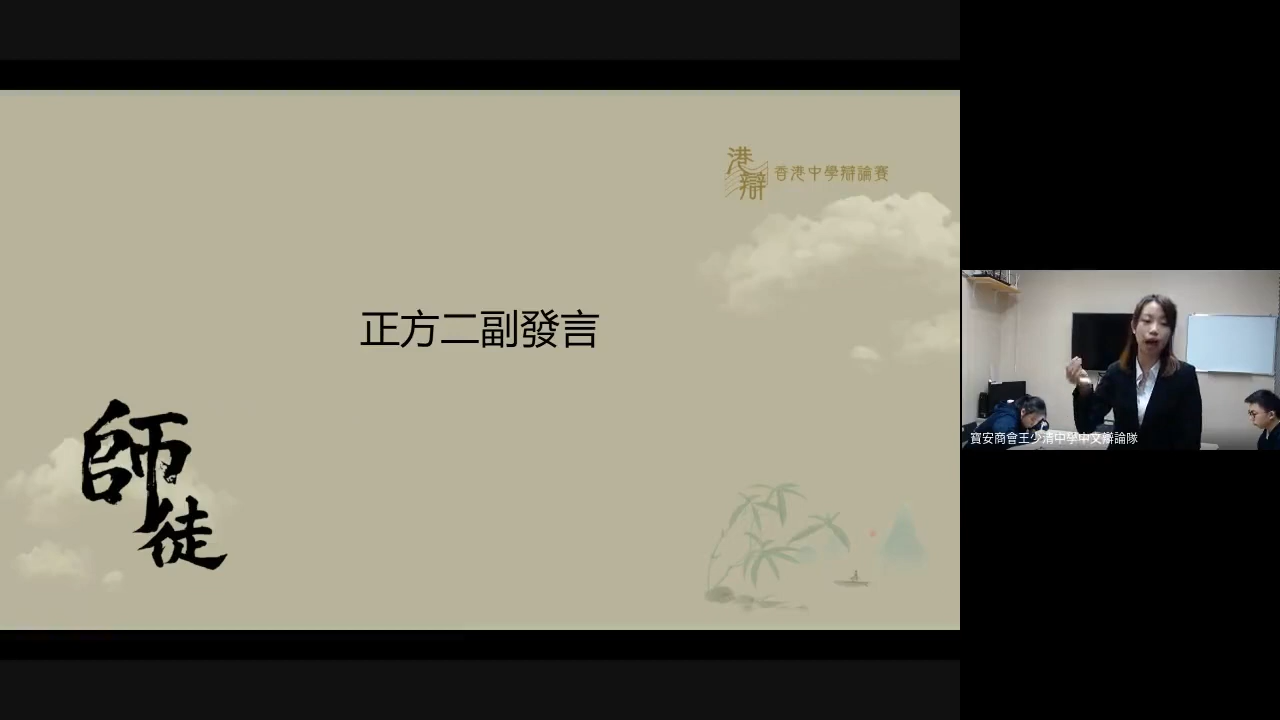 港辯
香港中學辯論賽
正方二副發言
師徒
寶安商會王少清中學中文辯論隊